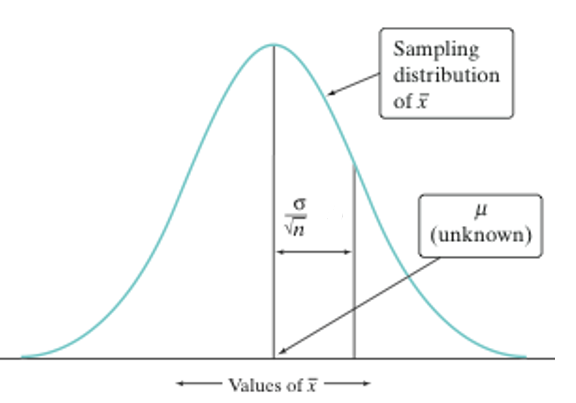 Sampling
distribution
of x̄
σ
√n
μ
(unknown)
Values of x̄